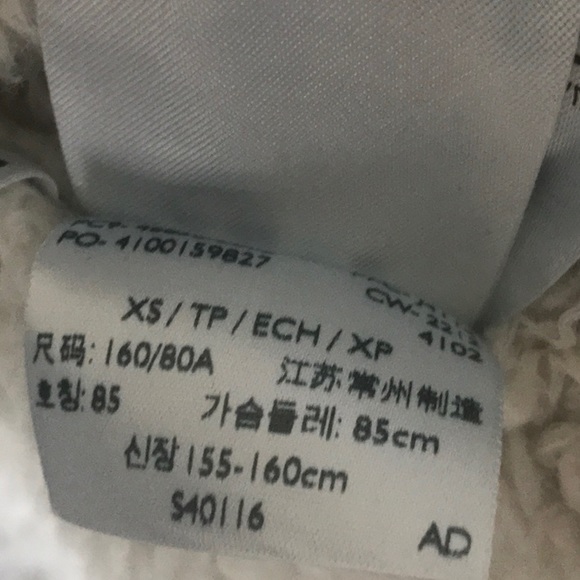 PO- 4100159827
CW- 2212
4102
XS / TP / ECH / XP
尺码: 160/80A 江苏常州制造
호칭: 85 가슴둘레: 85cm
신장 155-160cm
S40116
AD